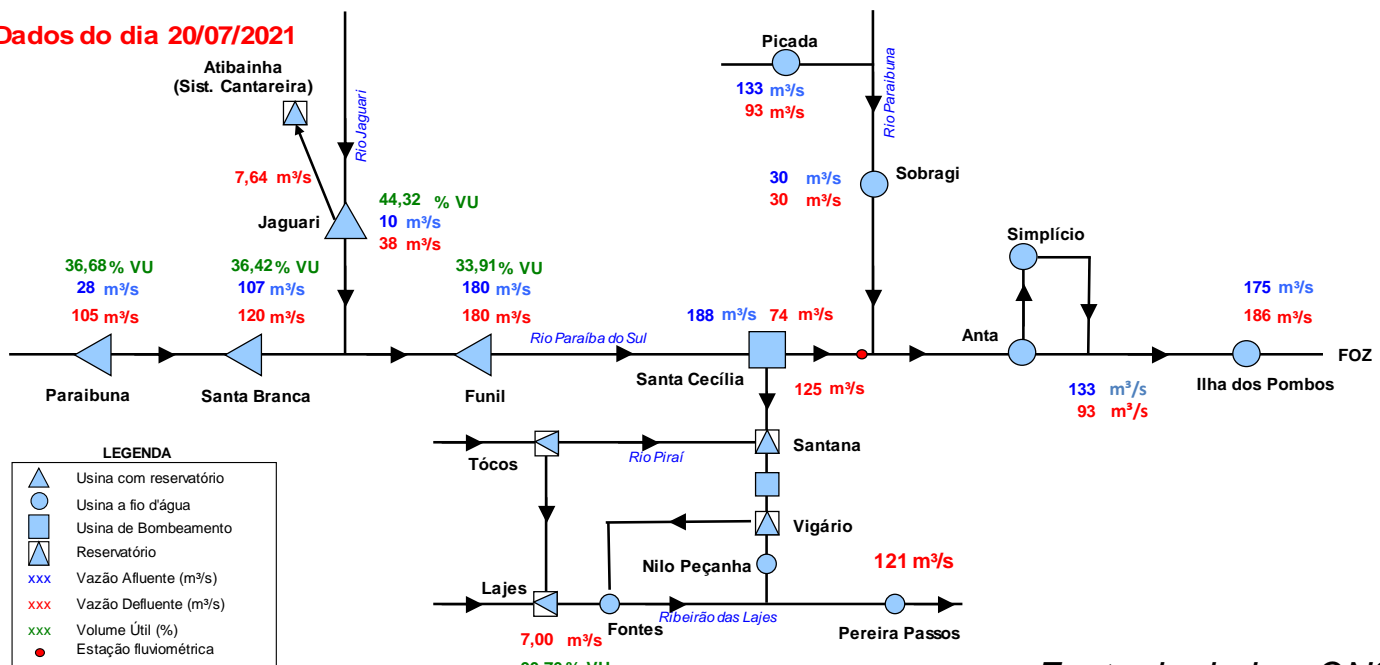 Dados do dia 20/07/2021
Atibainha
(Sist. Cantareira)
Rio Jaguari
7,64 m³/s
Jaguari
44,32 % VU
10 m³/s
38 m³/s
Picada
133 m³/s
93 m³/s
Rio Paraibuna
30 m³/s
30 m³/s
Sobragi
36,68 % VU
28 m³/s
105 m³/s
Paraibuna
36,42 % VU
107 m³/s
120 m³/s
Santa Branca
33,91 % VU
180 m³/s
180 m³/s
Funil
Rio Paraíba do Sul
188 m³/s 74 m³/s
Santa Cecília
125 m³/s
Simplício
Anta
133 m³/s
93 m³/s
175 m³/s
186 m³/s
Ilha dos Pombos
FOZ
Tócos
Rio Piraí
Santana
Vigário
Nilo Peçanha
121 m³/s
Lajes
Fontes
Ribeirão das Lajes
Pereira Passos
7,00 m³/s
LEGENDA
Usina com reservatório
Usina a fio d'água
Usina de Bombeamento
Reservatório
xxx Vazão Afluente (m³/s)
xxx Vazão Defluente (m³/s)
xxx Volume Útil (%)
Estação fluviométrica